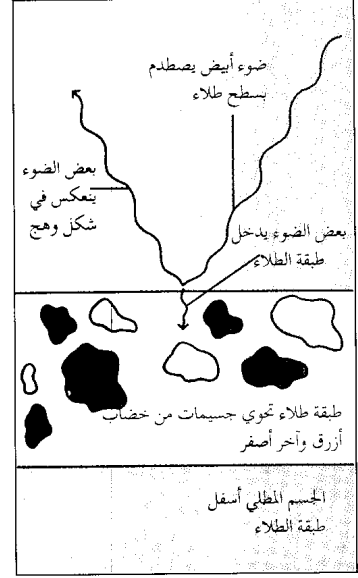 ضوء أبيض يصطدم
بسطح طلاء
بعض الضوء
ينعكس في
شكل وهج
بعض الضوء يدخل
طبقة الطلاء
طبقة طلاء تحوي جسيمات من خضاب
أزرق وآخر أصفر
الجسم المطلي أسفل
طبقة الطلاء